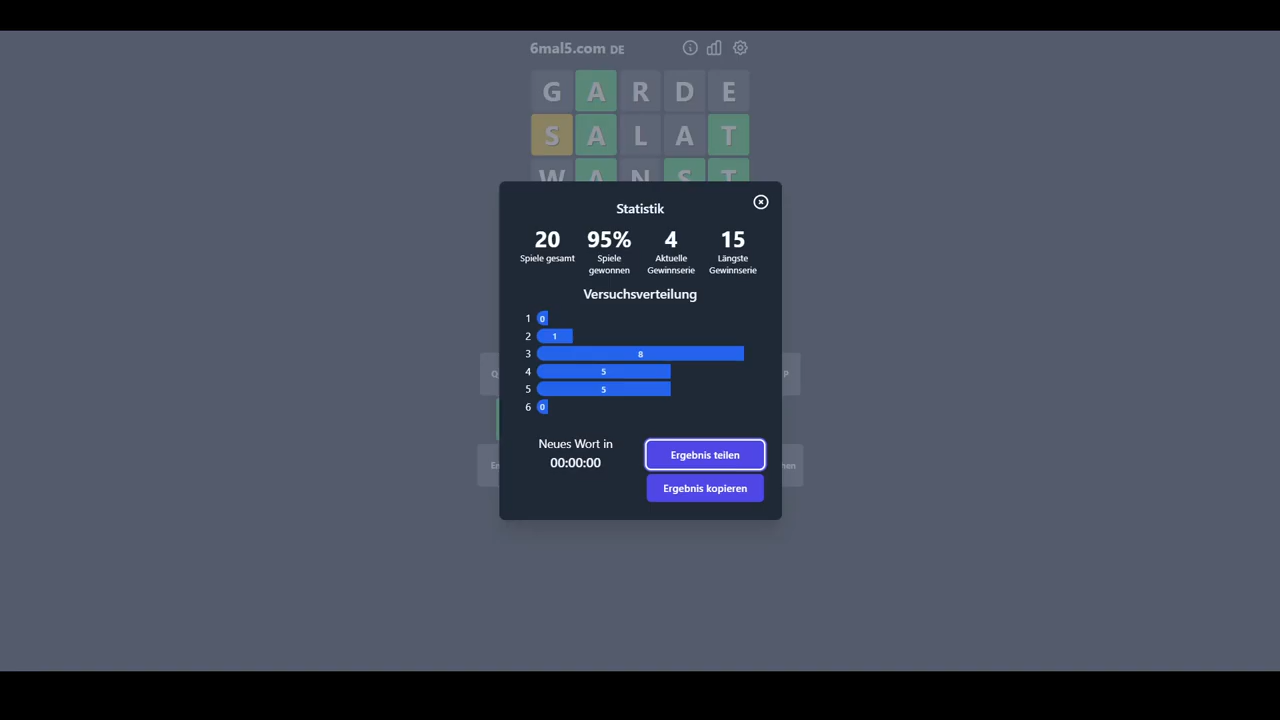 6mal5.com DE
G A R D E
S A L A T
W A N S T
Statistik
20 95% 4 15
Spiele gesamt Spiele gewonnen Aktuelle Gewinnserie Längste Gewinnserie
Versuchsverteilung
1 0
2 1
3 8
4 5
5 5
6 0
Q P
Neues Wort in
00:00:00
Ergebnis teilen
Ergebnis kopieren